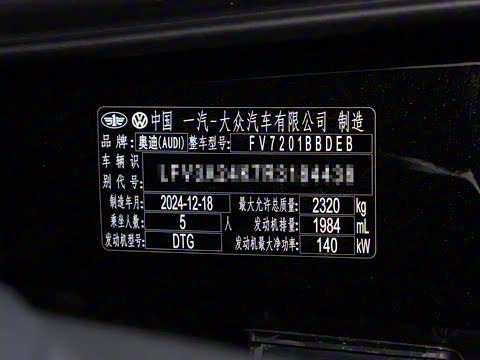 中国 一汽-大众汽车有限公司 制造
品牌: 奥迪(AUDI) 整车型号: FV7201BBDEB
车辆识
别代号:
制造年月: 2024-12-18 最大允许总质量: 2320 kg
乘坐人数: 5 人 发动机排量: 1984 mL
发动机型号: DTG 发动机最大净功率: 140 kW